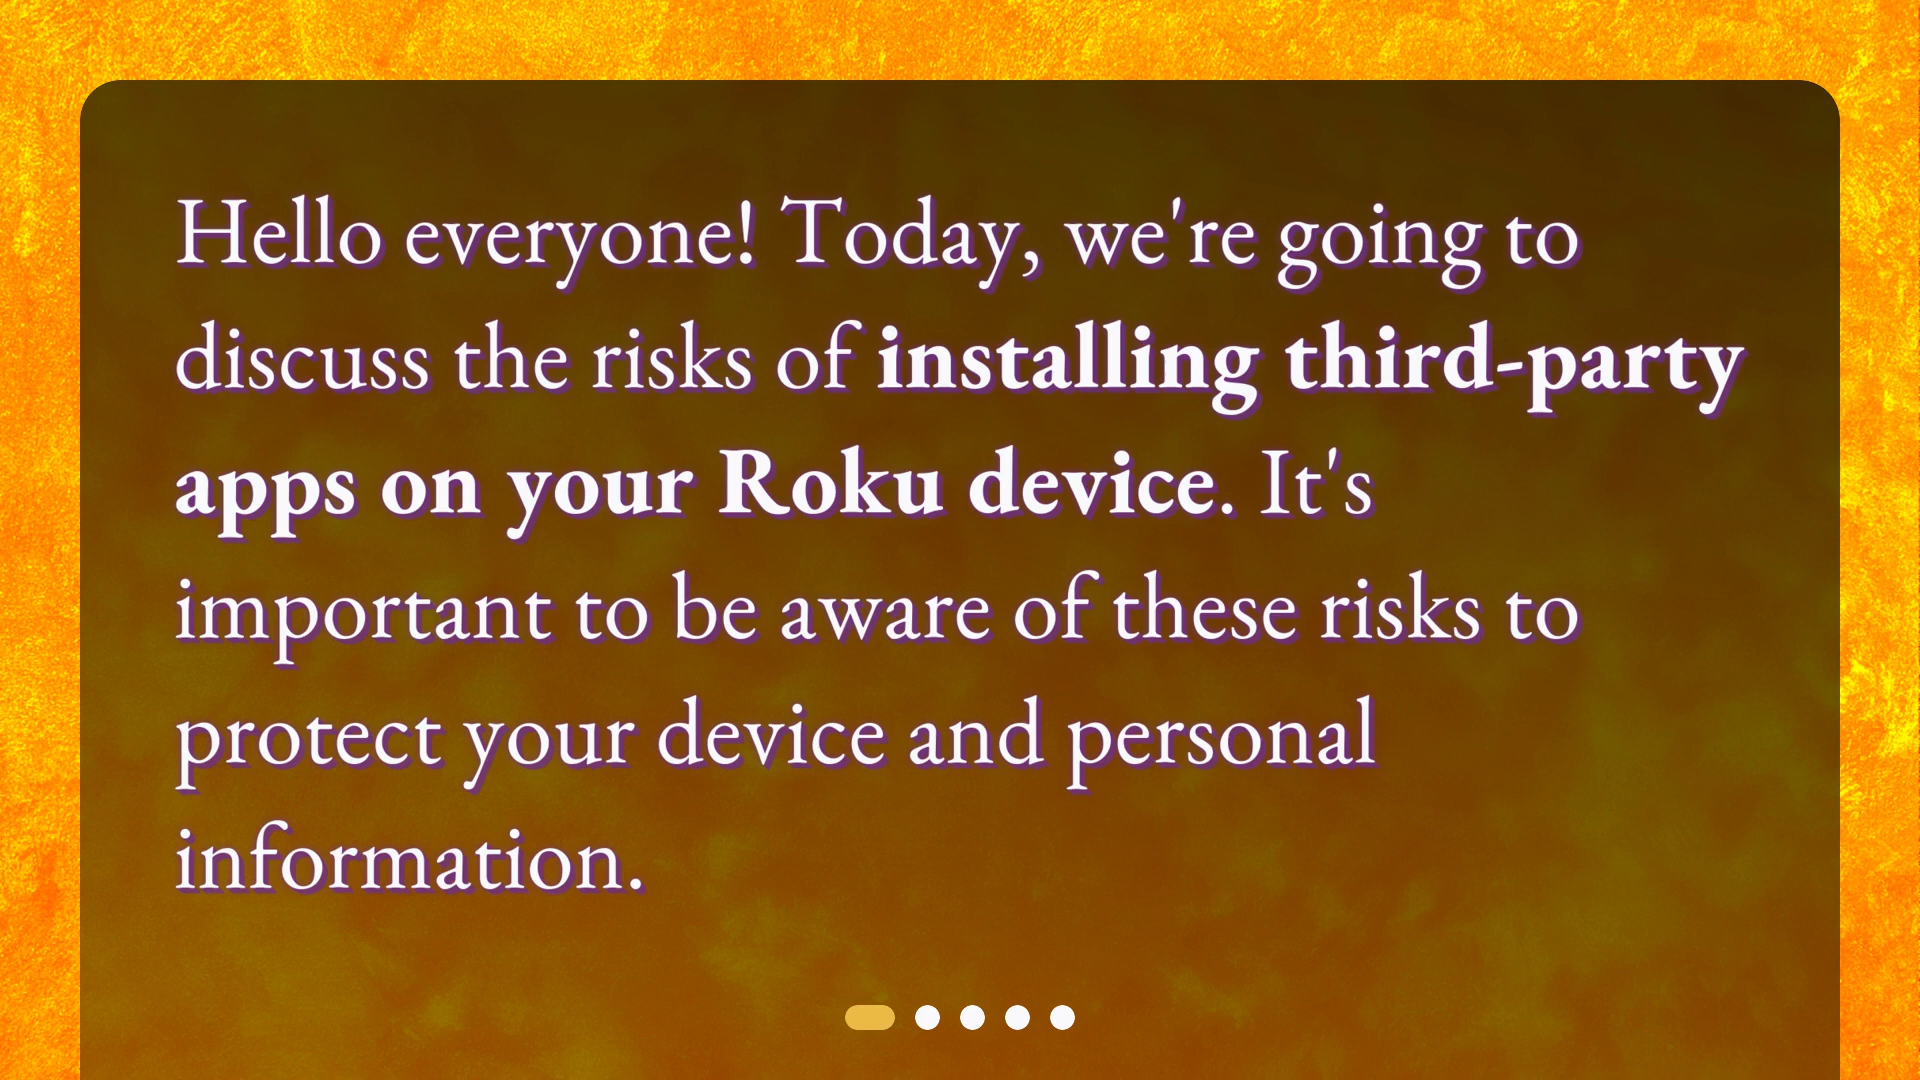 Hello everyone! Today, we're going to
discuss the risks of installing third-party
apps on your Roku device. It's
important to be aware of these risks to
protect your device and personal
information.